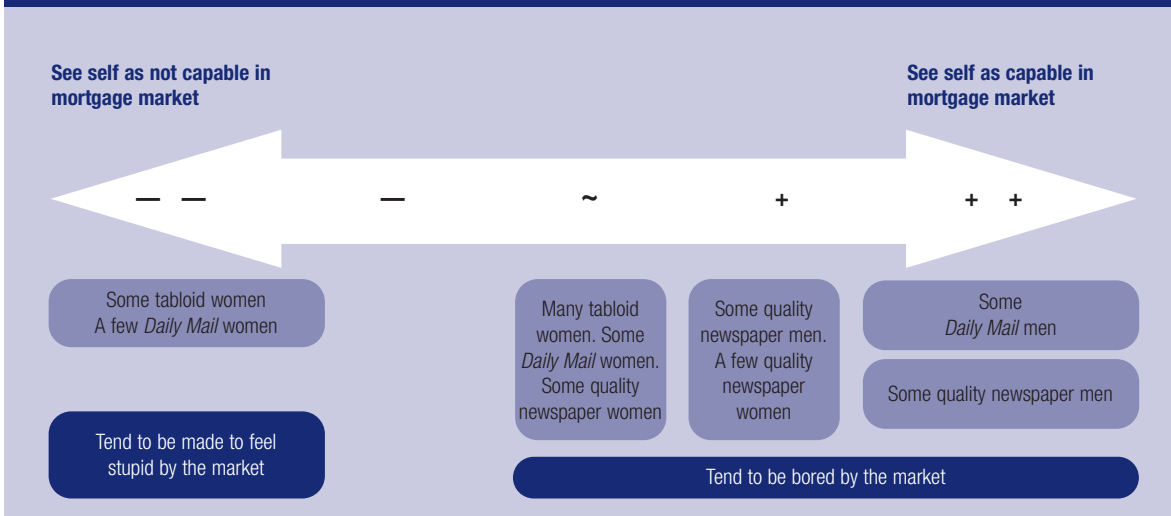 See self as not capable in
mortgage market
See self as capable in
mortgage market
— —
—
~
+
+ +
Some tabloid women
A few Daily Mail women
Many tabloid
women. Some
Daily Mail women.
Some quality
newspaper women
Some quality
newspaper men.
A few quality
newspaper
women
Some
Daily Mail men
Some quality newspaper men
Tend to be made to feel
stupid by the market
Tend to be bored by the market